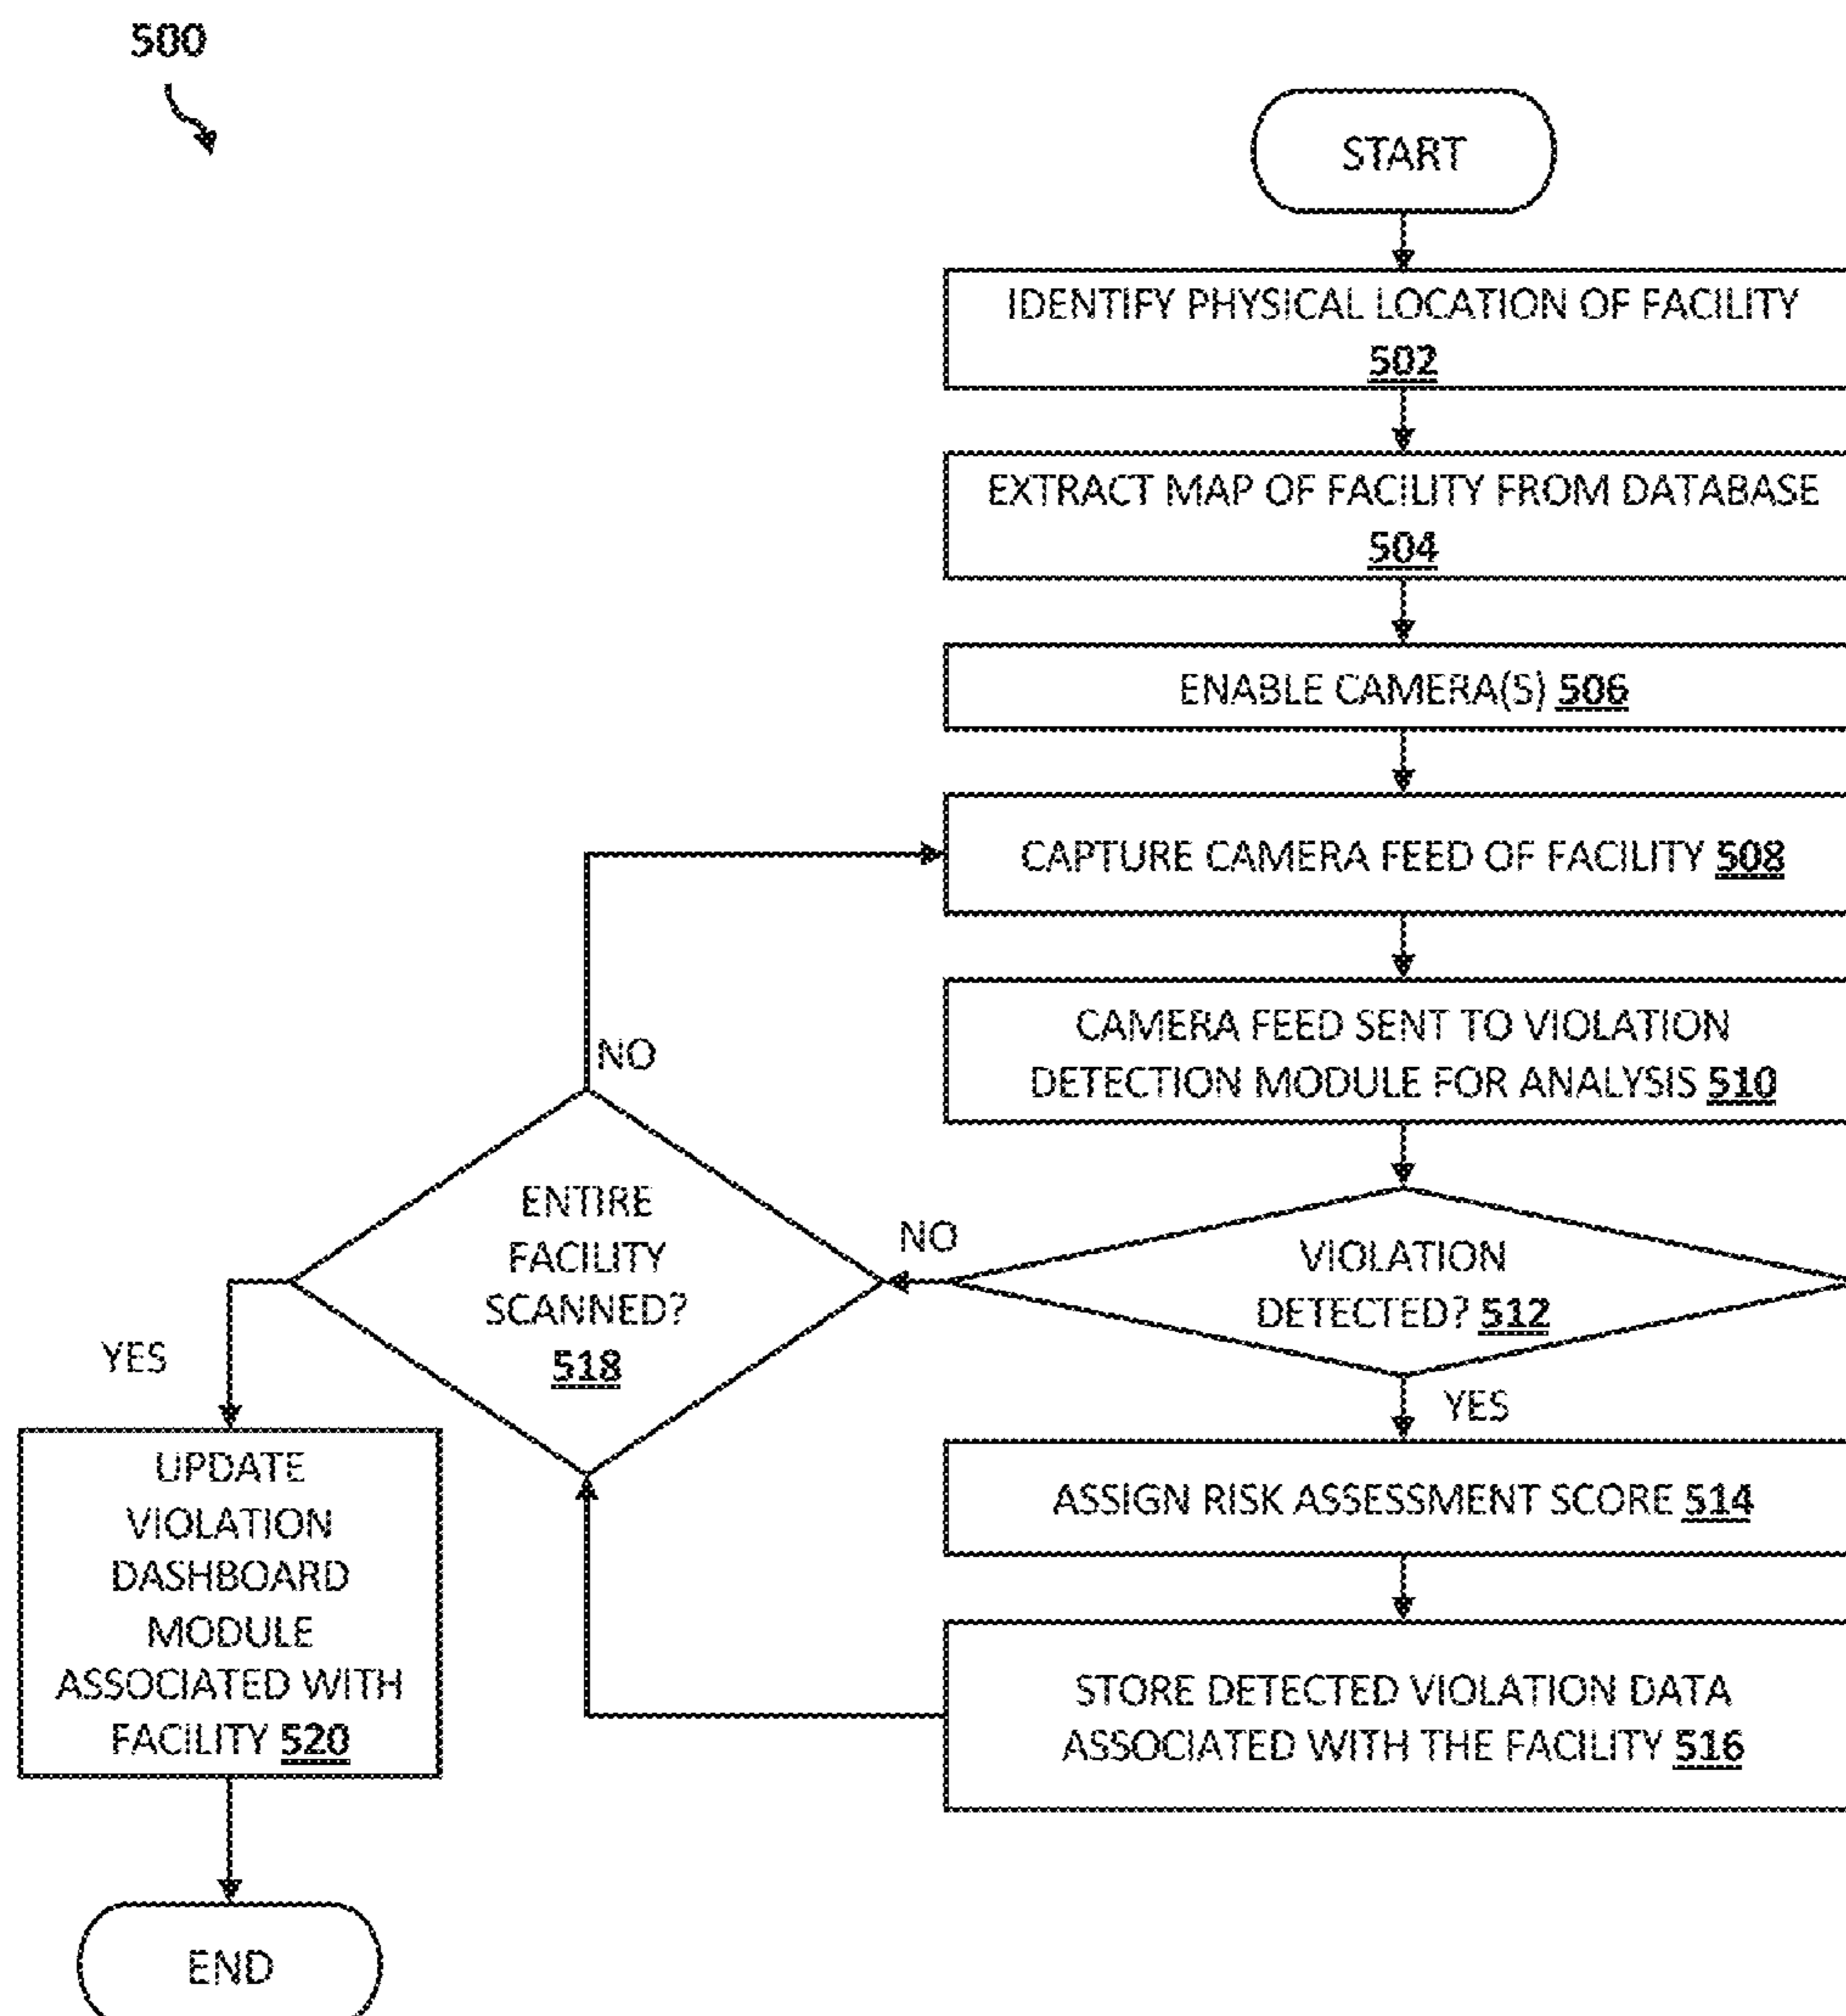 500
START
IDENTIFY PHYSICAL LOCATION OF FACILITY
502
EXTRACT MAP OF FACILITY FROM DATABASE
504
ENABLE CAMERA(S) 506
CAPTURE CAMERA FEED OF FACILITY 508
CAMERA FEED SENT TO VIOLATION
DETECTION MODULE FOR ANALYSIS 510
NO
VIOLATION
DETECTED? 512
NO
YES
ENTIRE
FACILITY
SCANNED?
518
YES
ASSIGN RISK ASSESSMENT SCORE 514
STORE DETECTED VIOLATION DATA
ASSOCIATED WITH THE FACILITY 516
UPDATE
VIOLATION
DASHBOARD
MODULE
ASSOCIATED WITH
FACILITY 520
END